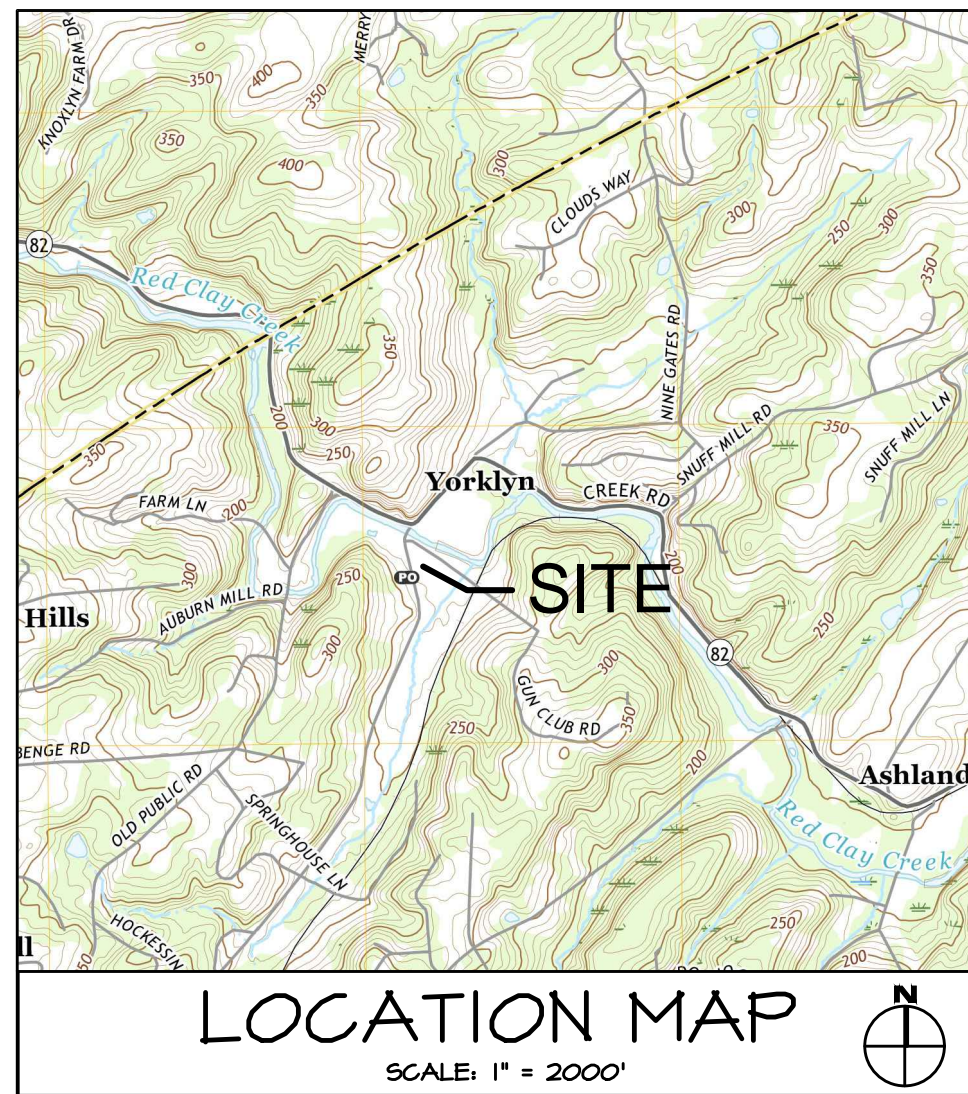 KNOXLYN FARM DR
MERRY
350
400
350
350
400
300
CLOUDS WAY
300
250
300
82
Red Clay Creek
350
350
NINE GATES RD
200
300
250
350
SNUFF MILL RD
350
SNUFF MILL LN
Yorklyn
CREEK RD
FARM LN
200
200
PO
SITE
300
250
AUBURN MILL RD
Hills
300
300
250
82
GUN CLUB RD
350
250
BENGE RD
200
OLD PUBLIC RD
SPRINGHOUSE LN
Ashland
Red Clay Creek
HOCKESSIN
250
ll
50
200
LOCATION MAP
N
SCALE: 1" = 2000'